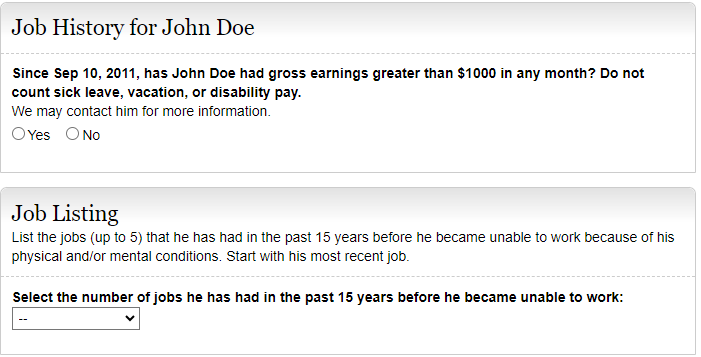 Job History for John Doe
Since Sep 10, 2011, has John Doe had gross earnings greater than $1000 in any month? Do not
count sick leave, vacation, or disability pay.
We may contact him for more information.
Yes No
Job Listing
List the jobs (up to 5) that he has had in the past 15 years before he became unable to work because of his
physical and/or mental conditions. Start with his most recent job.
Select the number of jobs he has had in the past 15 years before he became unable to work:
--